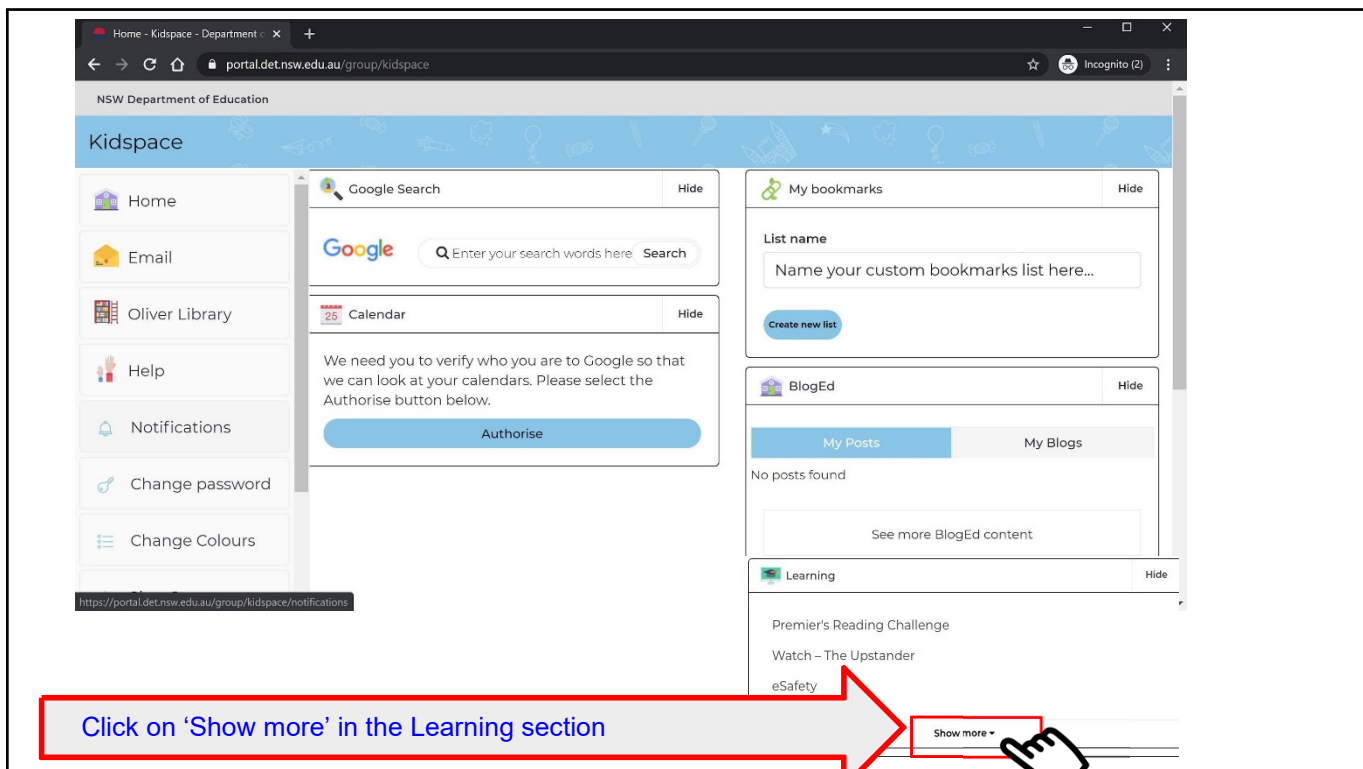 Home - Kidspace - Department
portal.det.nsw.edu.au/group/kidspace
Incognito (2)
NSW Department of Education
Kidspace
Home
Email
Oliver Library
Help
Notifications
Change password
Change Colours
https://portal.det.nsw.edu.au/group/kidspace/notifications
Google Search
Hide
Google
Enter your search words here
Search
25
Calendar
Hide
We need you to verify who you are to Google so that
we can look at your calendars. Please select the
Authorise button below.
Authorise
My bookmarks
Hide
List name
Name your custom bookmarks list here...
Create new list
BlogEd
Hide
My Posts
My Blogs
No posts found
See more BlogEd content
Learning
Hide
Premier's Reading Challenge
Watch – The Upstander
eSafety
Show more
Click on ‘Show more’ in the Learning section